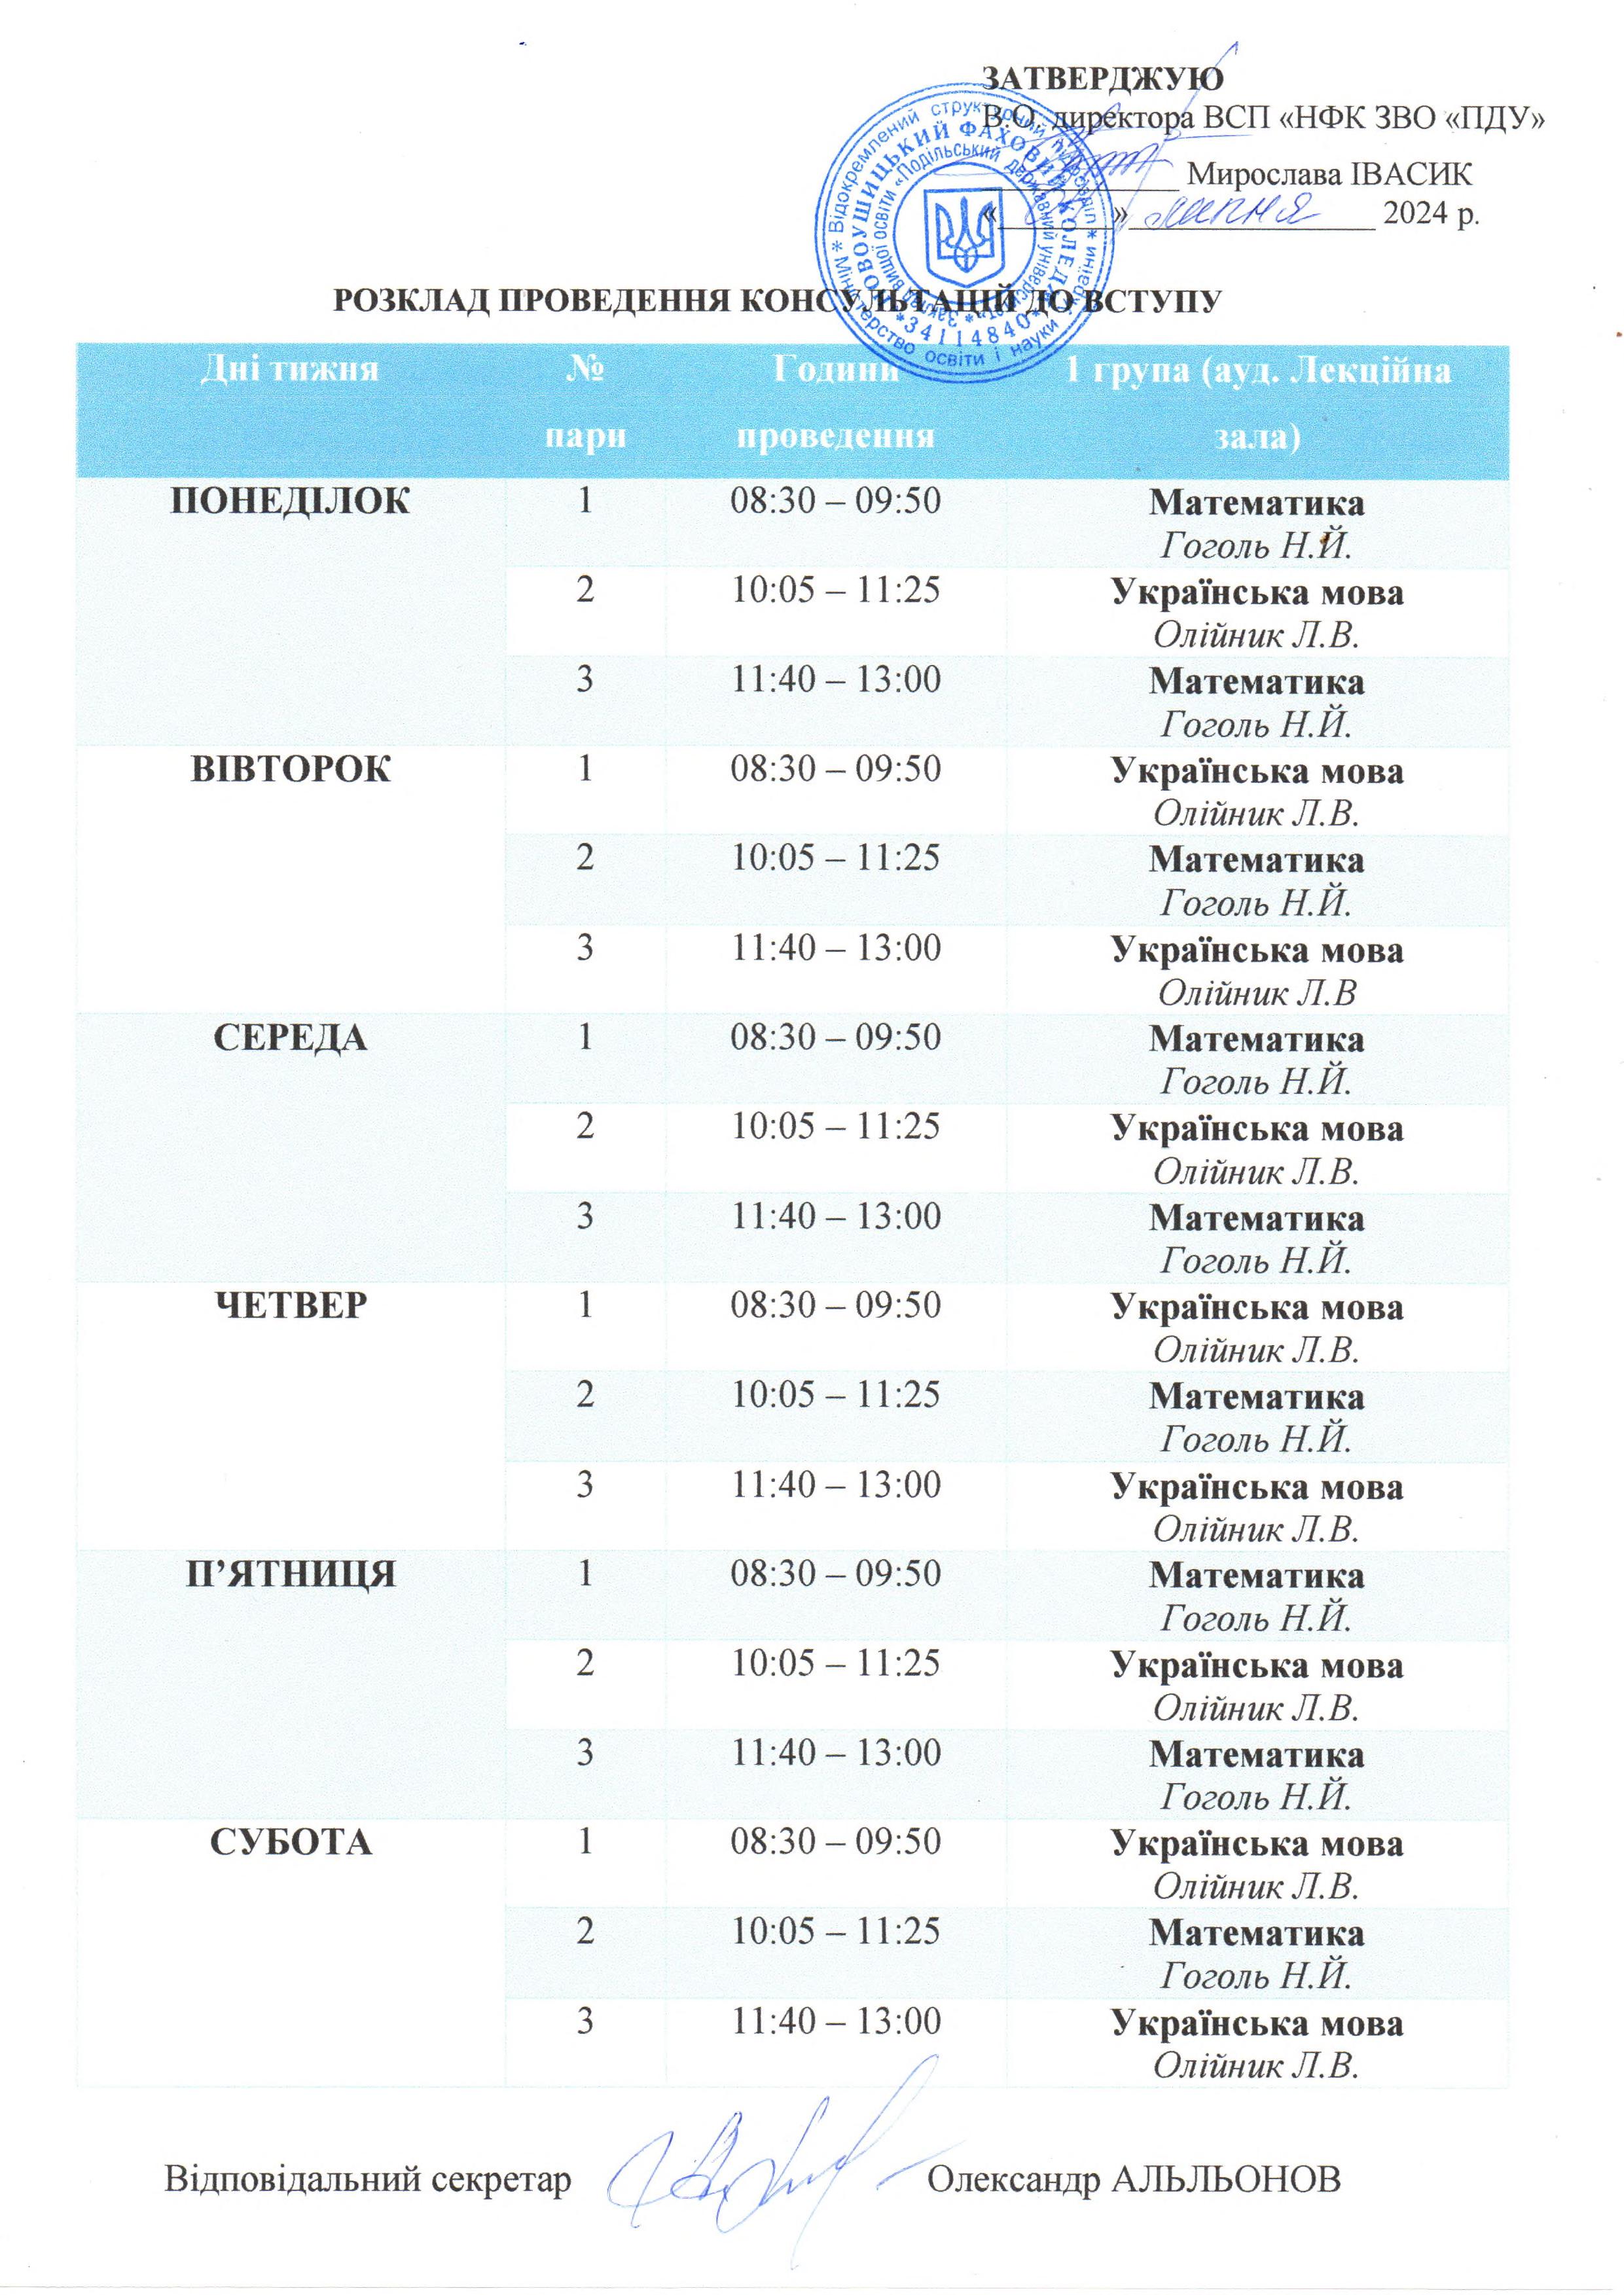 ЗАТВЕРДЖУЮ
В.О. директора ВСП «НФК ЗВО «ПДУ»
____________ Мирослава ІВАСИК
«______» липня 2024 р.
Міністерство освіти і науки України * Відокремлений структурний підрозділ *
НОВОУШИЦЬКИЙ ФАХОВИЙ КОЛЕДЖ
Заклад вищої освіти «Подільський державний університет»
*34114840*
РОЗКЛАД ПРОВЕДЕННЯ КОНСУЛЬТАЦІЙ ДО ВСТУПУ
Дні тижня № Години 1 група (ауд. Лекційна
пари проведення зала)
ПОНЕДІЛОК 1 08:30 – 09:50 Математика
Гоголь Н.Й.
2 10:05 – 11:25 Українська мова
Олійник Л.В.
3 11:40 – 13:00 Математика
Гоголь Н.Й.
ВІВТОРОК 1 08:30 – 09:50 Українська мова
Олійник Л.В.
2 10:05 – 11:25 Математика
Гоголь Н.Й.
3 11:40 – 13:00 Українська мова
Олійник Л.В
СЕРЕДА 1 08:30 – 09:50 Математика
Гоголь Н.Й.
2 10:05 – 11:25 Українська мова
Олійник Л.В.
3 11:40 – 13:00 Математика
Гоголь Н.Й.
ЧЕТВЕР 1 08:30 – 09:50 Українська мова
Олійник Л.В.
2 10:05 – 11:25 Математика
Гоголь Н.Й.
3 11:40 – 13:00 Українська мова
Олійник Л.В.
П’ЯТНИЦЯ 1 08:30 – 09:50 Математика
Гоголь Н.Й.
2 10:05 – 11:25 Українська мова
Олійник Л.В.
3 11:40 – 13:00 Математика
Гоголь Н.Й.
СУБОТА 1 08:30 – 09:50 Українська мова
Олійник Л.В.
2 10:05 – 11:25 Математика
Гоголь Н.Й.
3 11:40 – 13:00 Українська мова
Олійник Л.В.
Відповідальний секретар Олександр АЛЬЛЬОНОВ